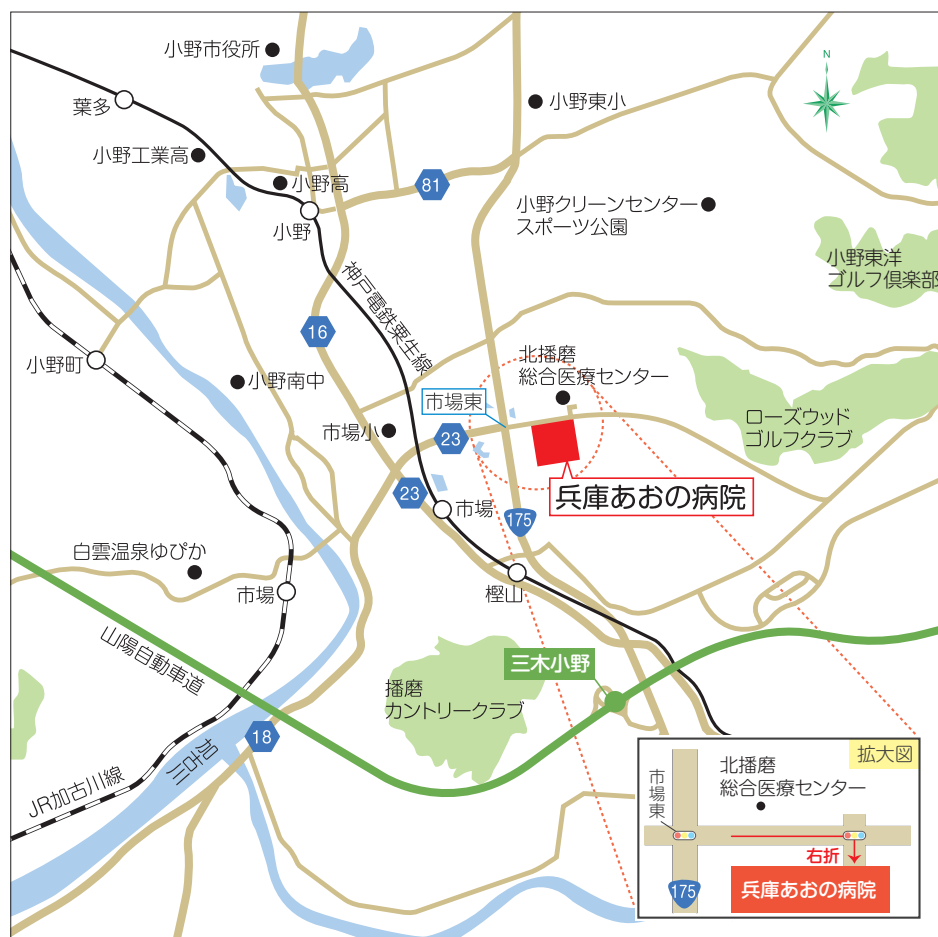 小野市役所
N
葉多
小野東小
小野工業高
小野高
81
小野クリーンセンター
スポーツ公園
小野
小野東洋
ゴルフ倶楽部
神戸電鉄粟生線
16
小野町
小野南中
北播磨
総合医療センター
市場東
ローズウッド
ゴルフクラブ
市場小
23
23
兵庫あおの病院
市場
175
白雲温泉ゆぴか
市場
樫山
山陽自動車道
三木小野
播磨
カントリークラブ
18
加古川
JR加古川線
拡大図
北播磨
総合医療センター
市場東
右折
175
兵庫あおの病院